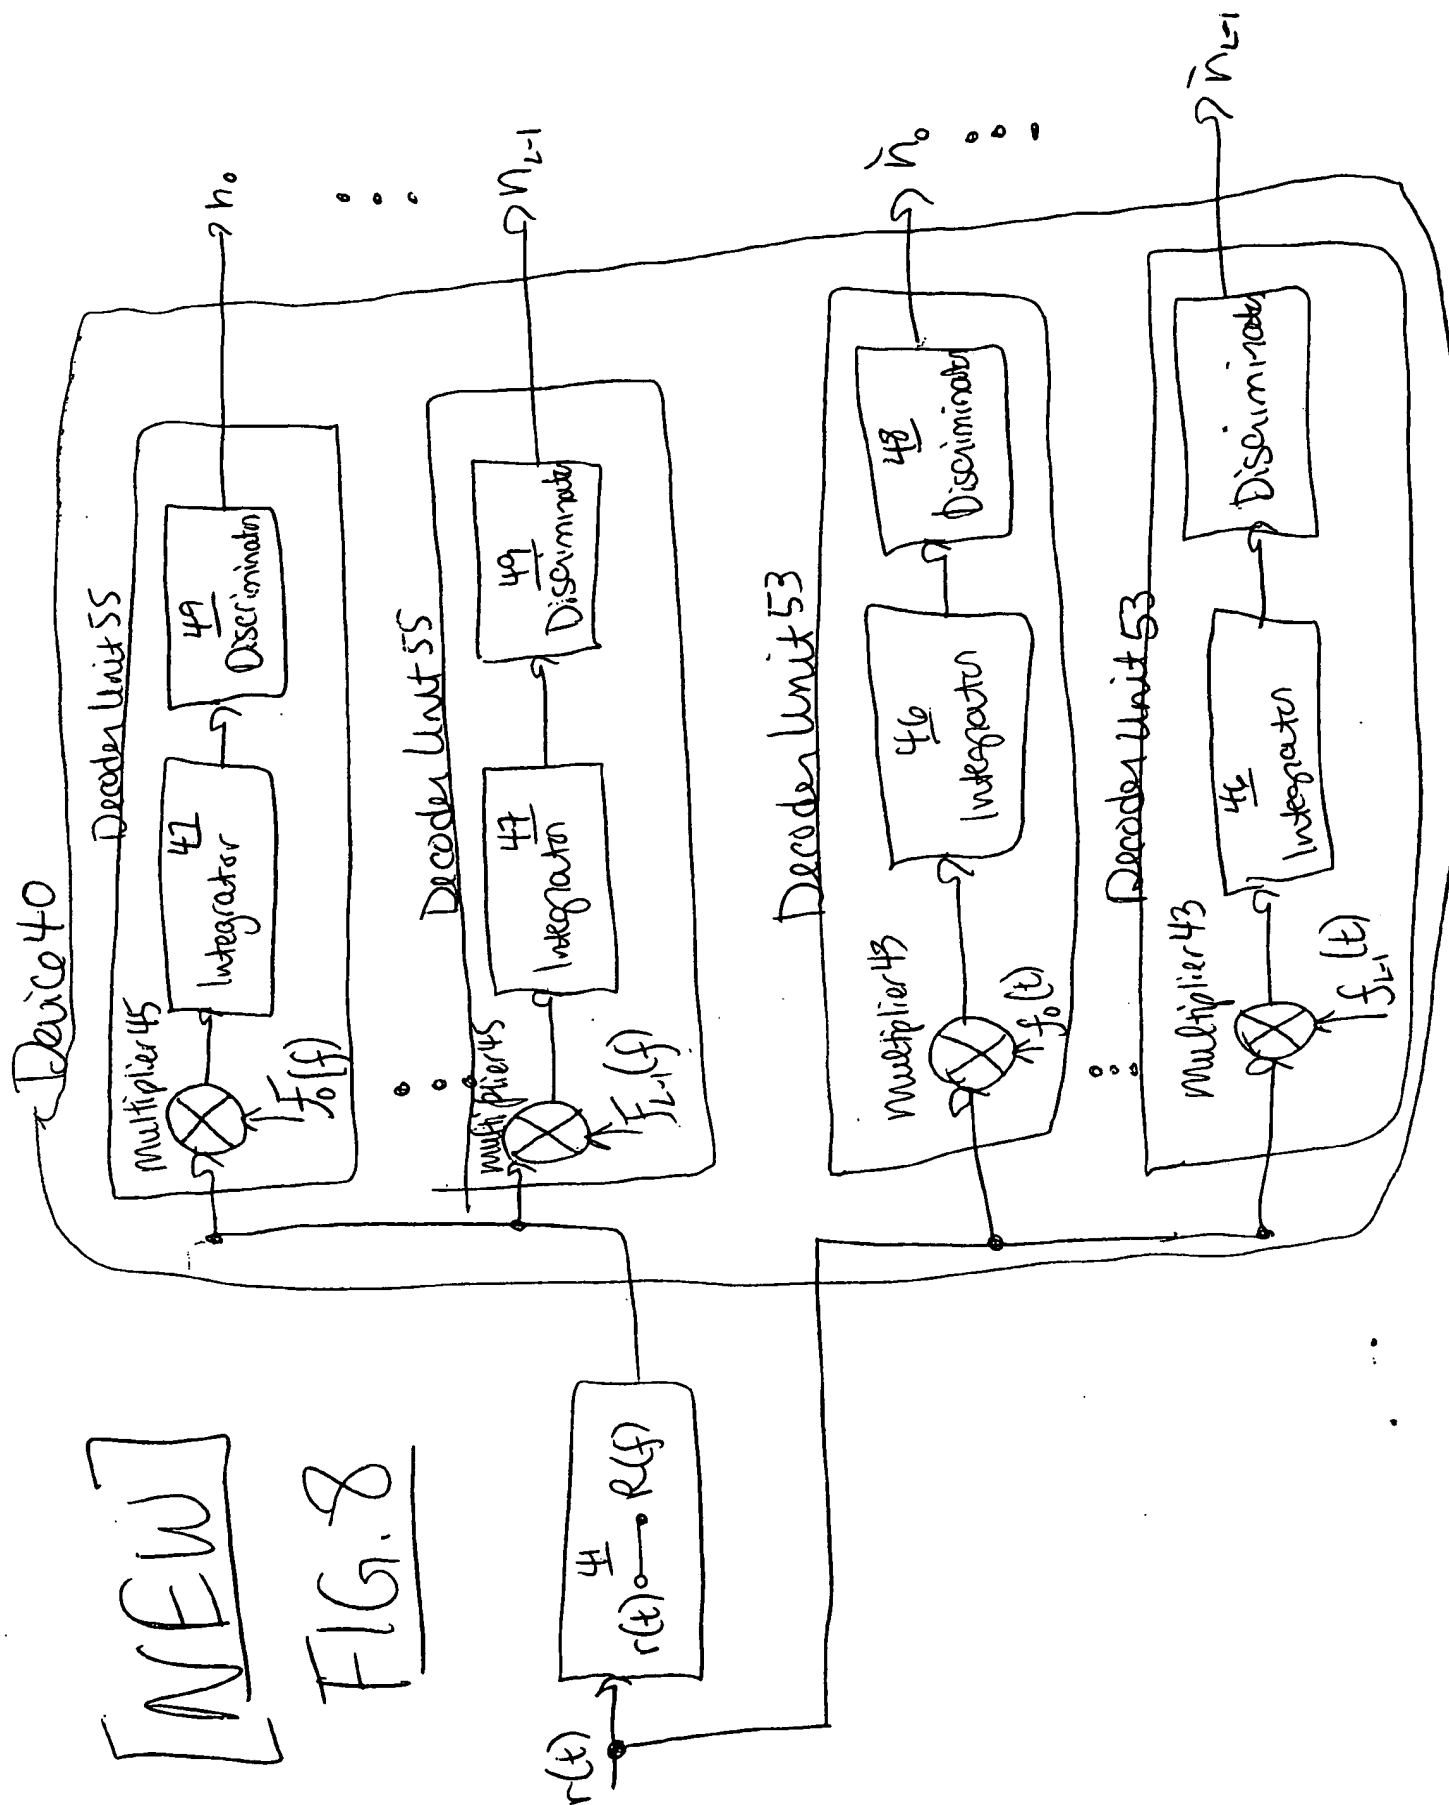 [NEW]
FIG. 8
Device 40
Decoder Unit 55
multiplier 45
47
Integrator
49
Discriminator
n₀
F₀(f)
Decoder Unit 55
multiplier 45
47
Integrator
49
Discriminator
n_L-1
F_L-1(f)
r(t)
41
r(t) R(f)
Decoder Unit 53
multiplier 43
46
Integrator
48
Discriminator
n̄₀
f₀(t)
Decoder Unit 53
multiplier 43
46
Integrator
Discriminator
n̄_L-1
f_L-1(t)